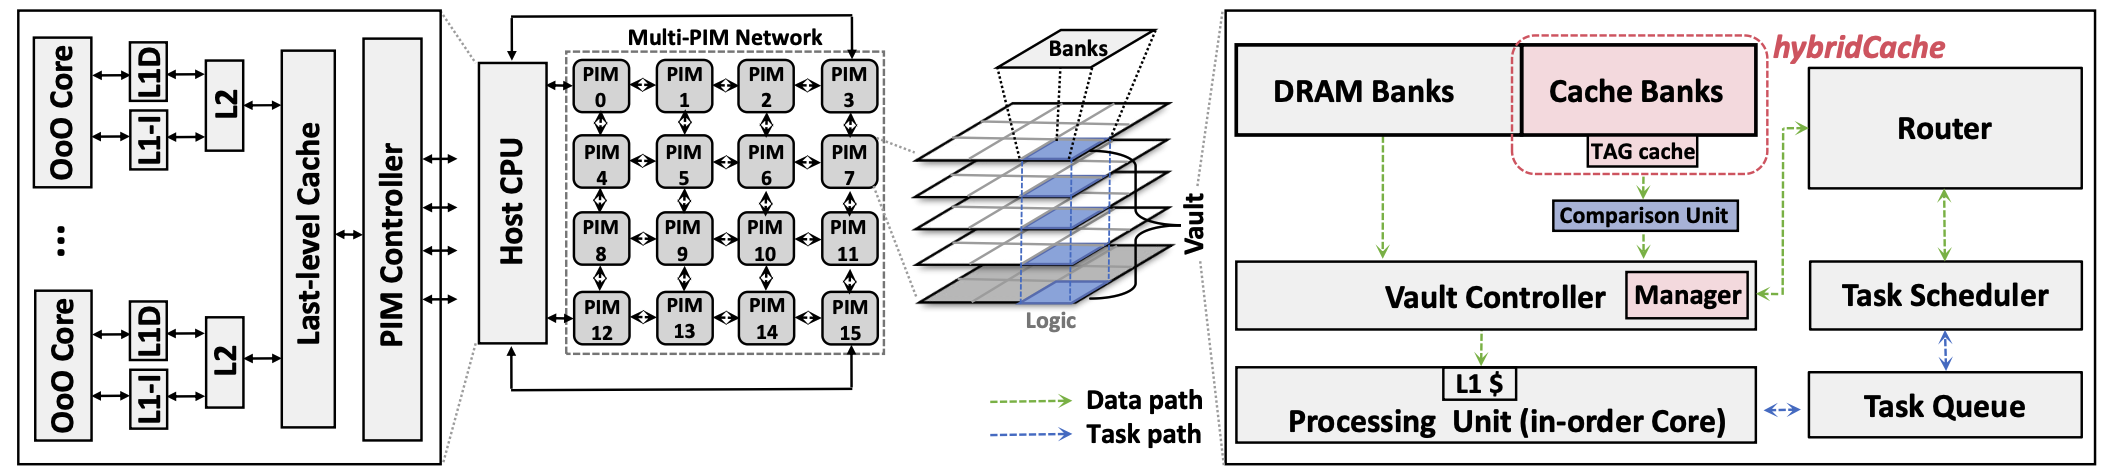 OoO Core
L1D
L1-I
L2
...
OoO Core
L1D
L1-I
L2
Last-level Cache
PIM Controller
Host CPU
Multi-PIM Network
PIM
0
PIM
1
PIM
2
PIM
3
PIM
4
PIM
5
PIM
6
PIM
7
PIM
8
PIM
9
PIM
10
PIM
11
PIM
12
PIM
13
PIM
14
PIM
15
Banks
Vault
Logic
Data path
Task path
DRAM Banks
Cache Banks
hybridCache
TAG cache
Comparison Unit
Vault Controller
Manager
L1 $
Processing Unit (in-order Core)
Router
Task Scheduler
Task Queue